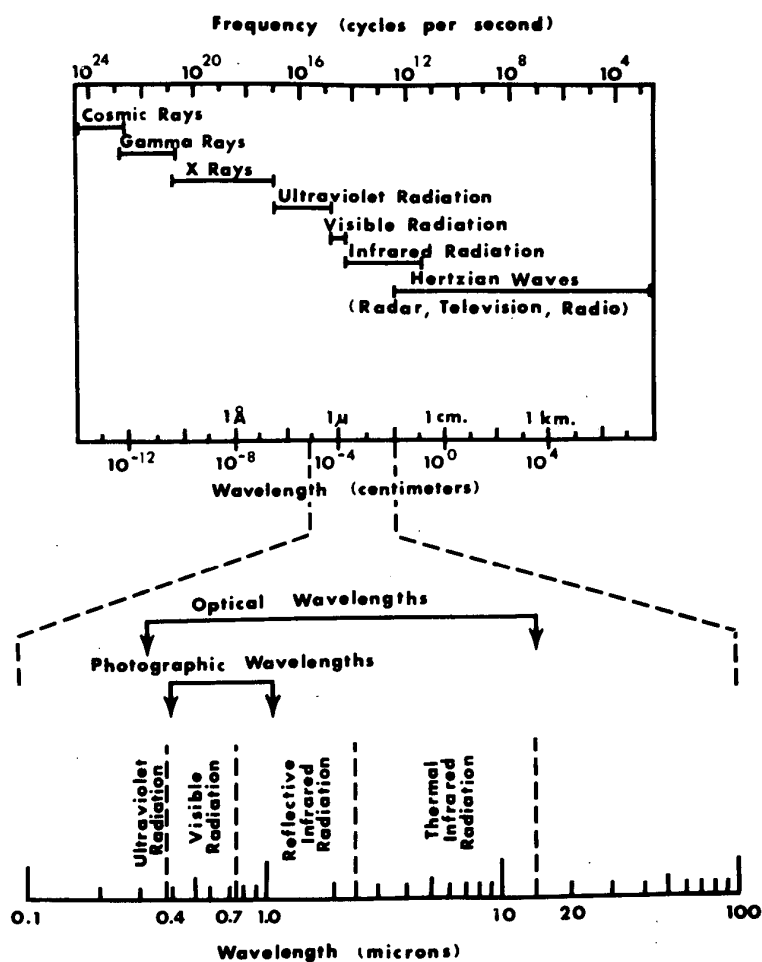 Frequency (cycles per second)
10^24 10^20 10^16 10^12 10^8 10^4
Cosmic Rays
Gamma Rays
X Rays
Ultraviolet Radiation
Visible Radiation
Infrared Radiation
Hertzian Waves
(Radar, Television, Radio)
1Å 1μ 1 cm. 1 km.
10^-12 10^-8 10^-4 10^0 10^4
Wavelength (centimeters)
Optical Wavelengths
Photographic Wavelengths
Ultraviolet
Radiation
Visible
Radiation
Reflective
Infrared
Radiation
Thermal
Infrared
Radiation
0.1 0.4 0.7 1.0 10 20 100
Wavelength (microns)